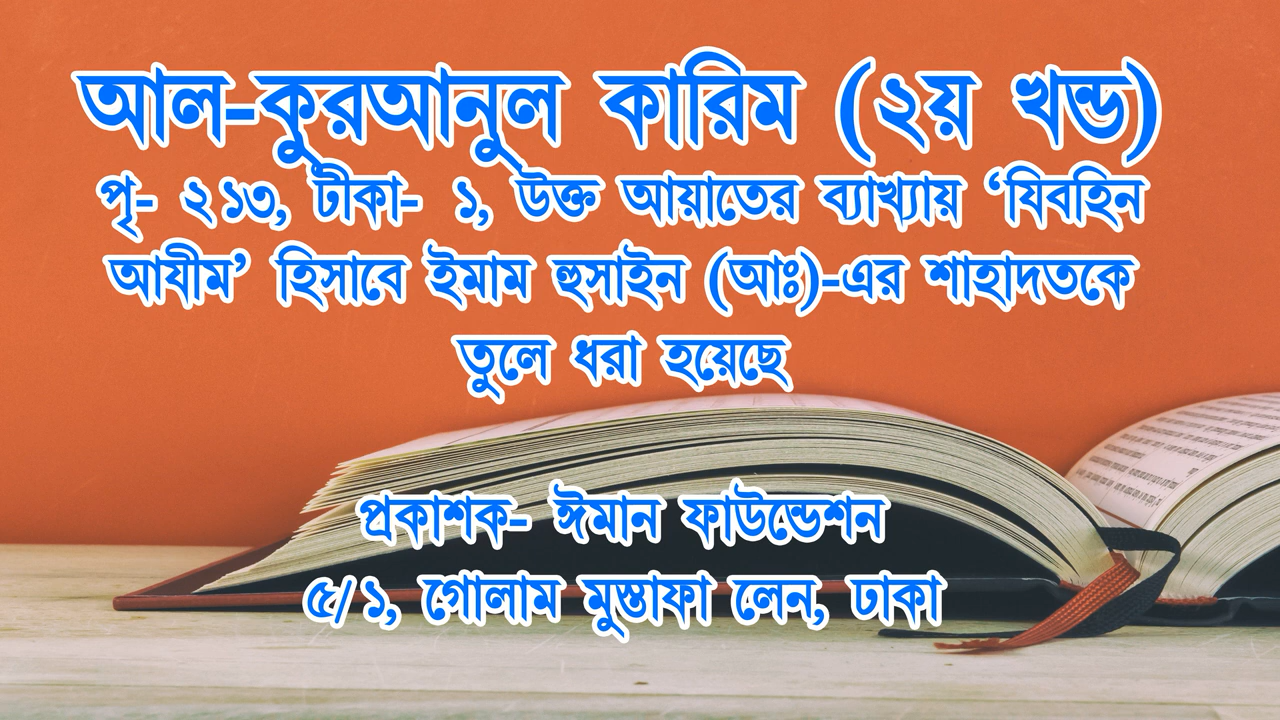 আল-কুরআনুল কারিম (২য় খন্ড)
পৃ- ২১৩, টীকা- ১, উক্ত আয়াতের ব্যাখ্যায় ‘যিবহিন
আযীম’ হিসাবে ইমাম হুসাইন (আঃ)-এর শাহাদতকে
তুলে ধরা হয়েছে
প্রকাশক- ঈমান ফাউন্ডেশন
৫/১, গোলাম মুস্তাফা লেন, ঢাকা